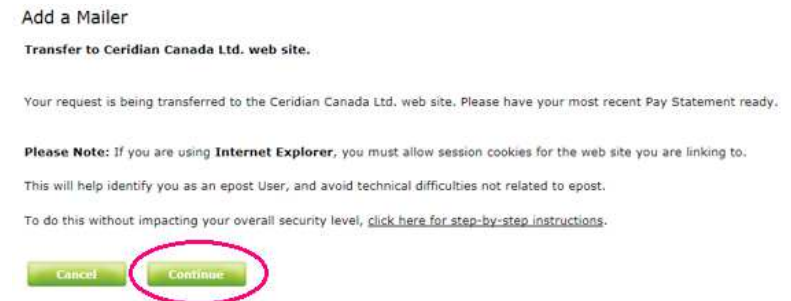 Add a Mailer
Transfer to Ceridian Canada Ltd. web site.
Your request is being transferred to the Ceridian Canada Ltd. web site. Please have your most recent Pay Statement ready.
Please Note: If you are using Internet Explorer, you must allow session cookies for the web site you are linking to.
This will help identify you as an epost User, and avoid technical difficulties not related to epost.
To do this without impacting your overall security level, click here for step-by-step instructions.
Cancel Continue